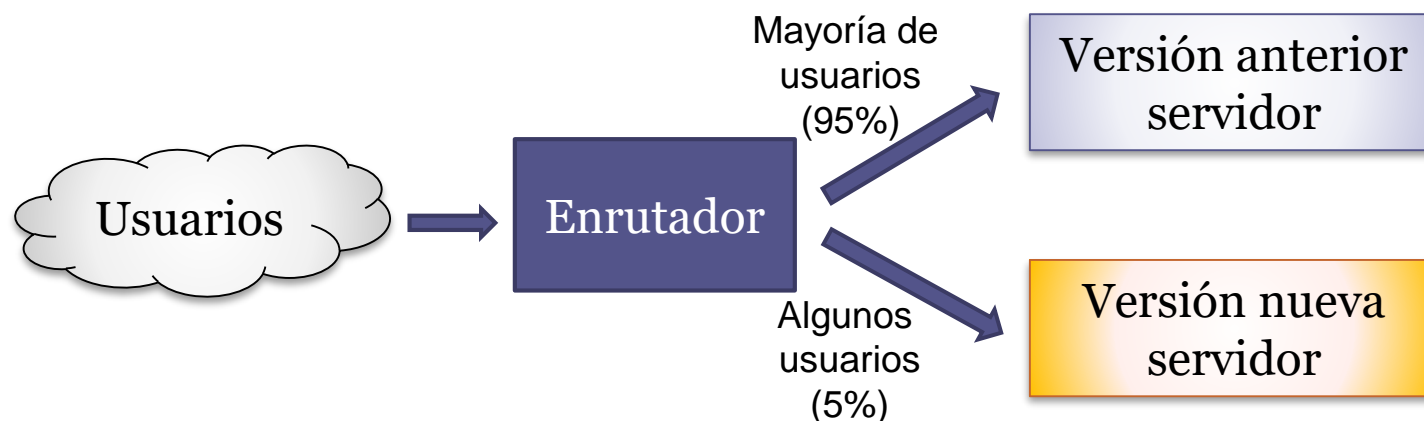 Mayoría de
usuarios
(95%)
Versión anterior
servidor
Usuarios
Enrutador
Algunos
usuarios
(5%)
Versión nueva
servidor